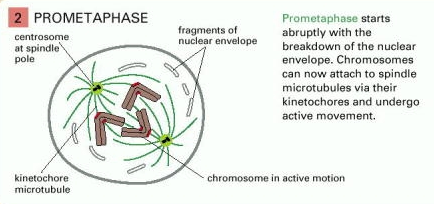 2 PROMETAPHASE
centrosome
at spindle
pole
fragments of
nuclear envelope
kinetochore
microtubule
chromosome in active motion
Prometaphase starts
abruptly with the
breakdown of the nuclear
envelope. Chromosomes
can now attach to spindle
microtubules via their
kinetochores and undergo
active movement.